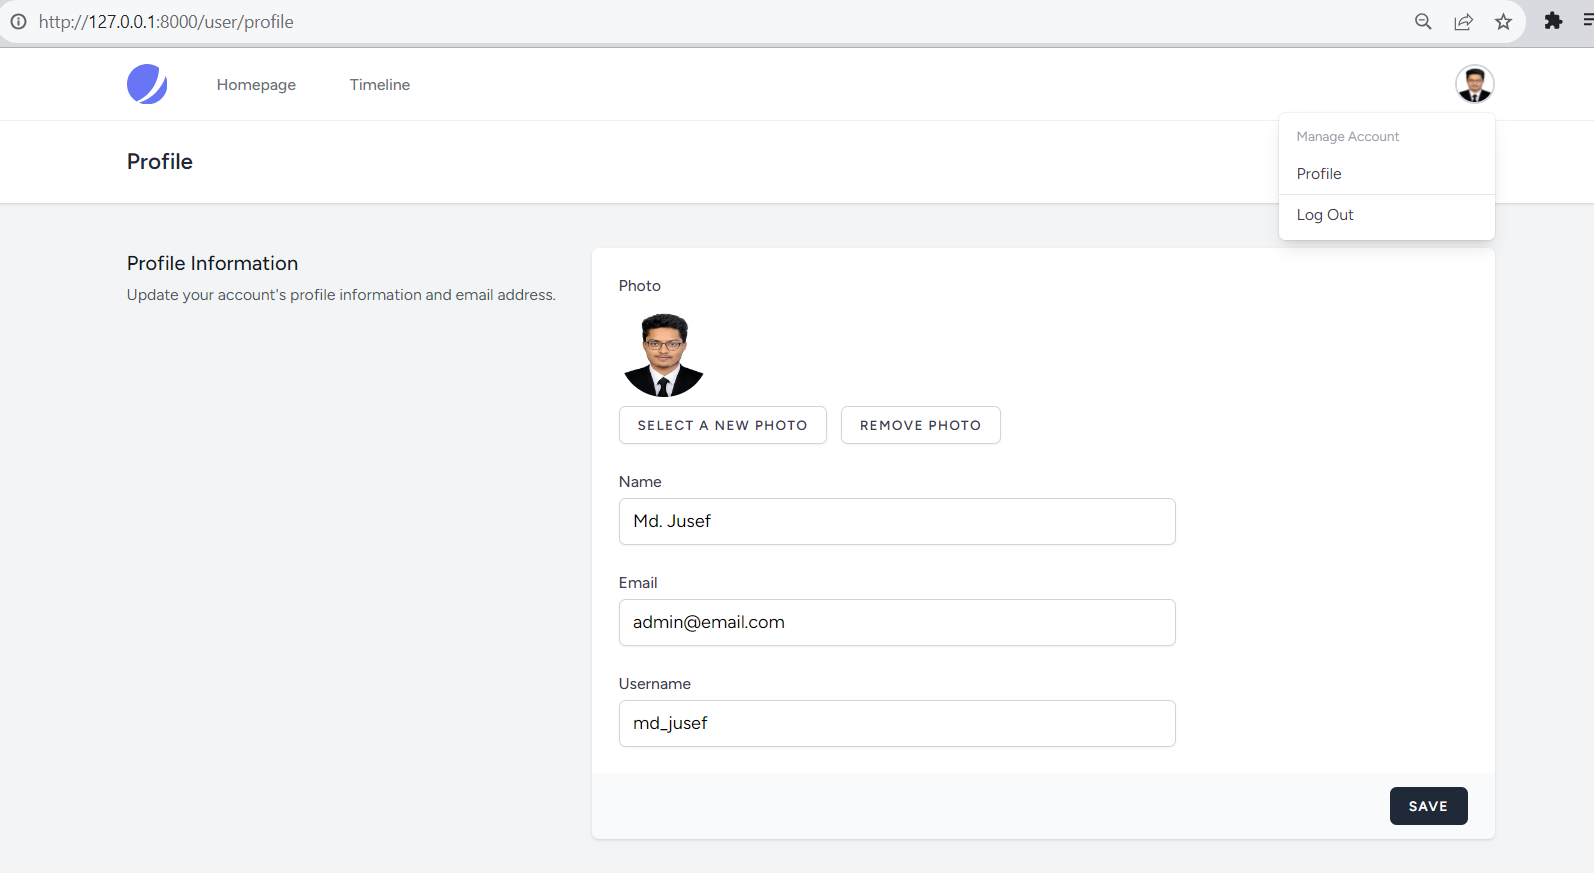 http://127.0.0.1:8000/user/profile
Homepage Timeline
Manage Account
Profile
Profile
Log Out
Profile Information
Update your account's profile information and email address.
Photo
SELECT A NEW PHOTO REMOVE PHOTO
Name
Md. Jusef
Email
admin@email.com
Username
md_jusef
SAVE